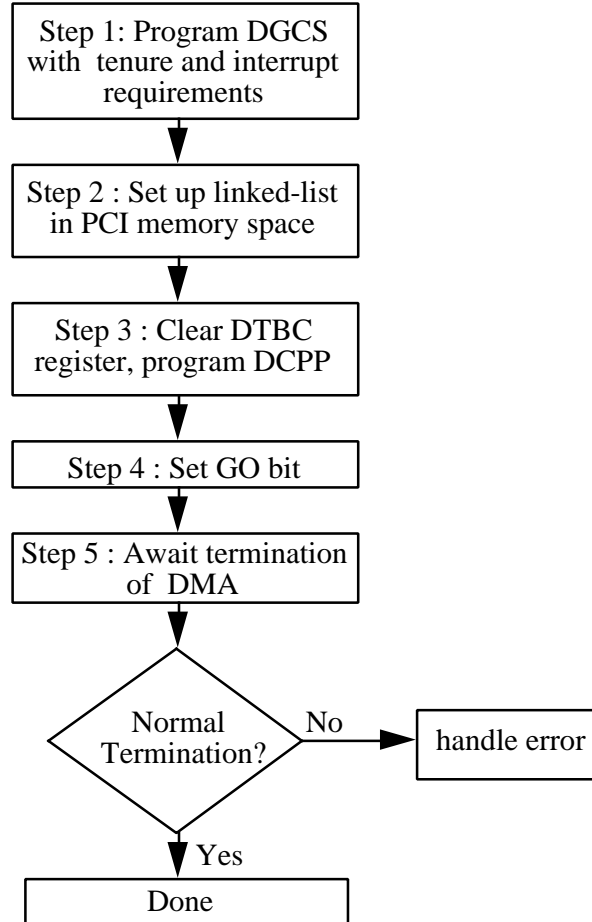 Step 1: Program DGCS
with tenure and interrupt
requirements
Step 2 : Set up linked-list
in PCI memory space
Step 3 : Clear DTBC
register, program DCPP
Step 4 : Set GO bit
Step 5 : Await termination
of DMA
Normal
Termination?
No
handle error
Yes
Done